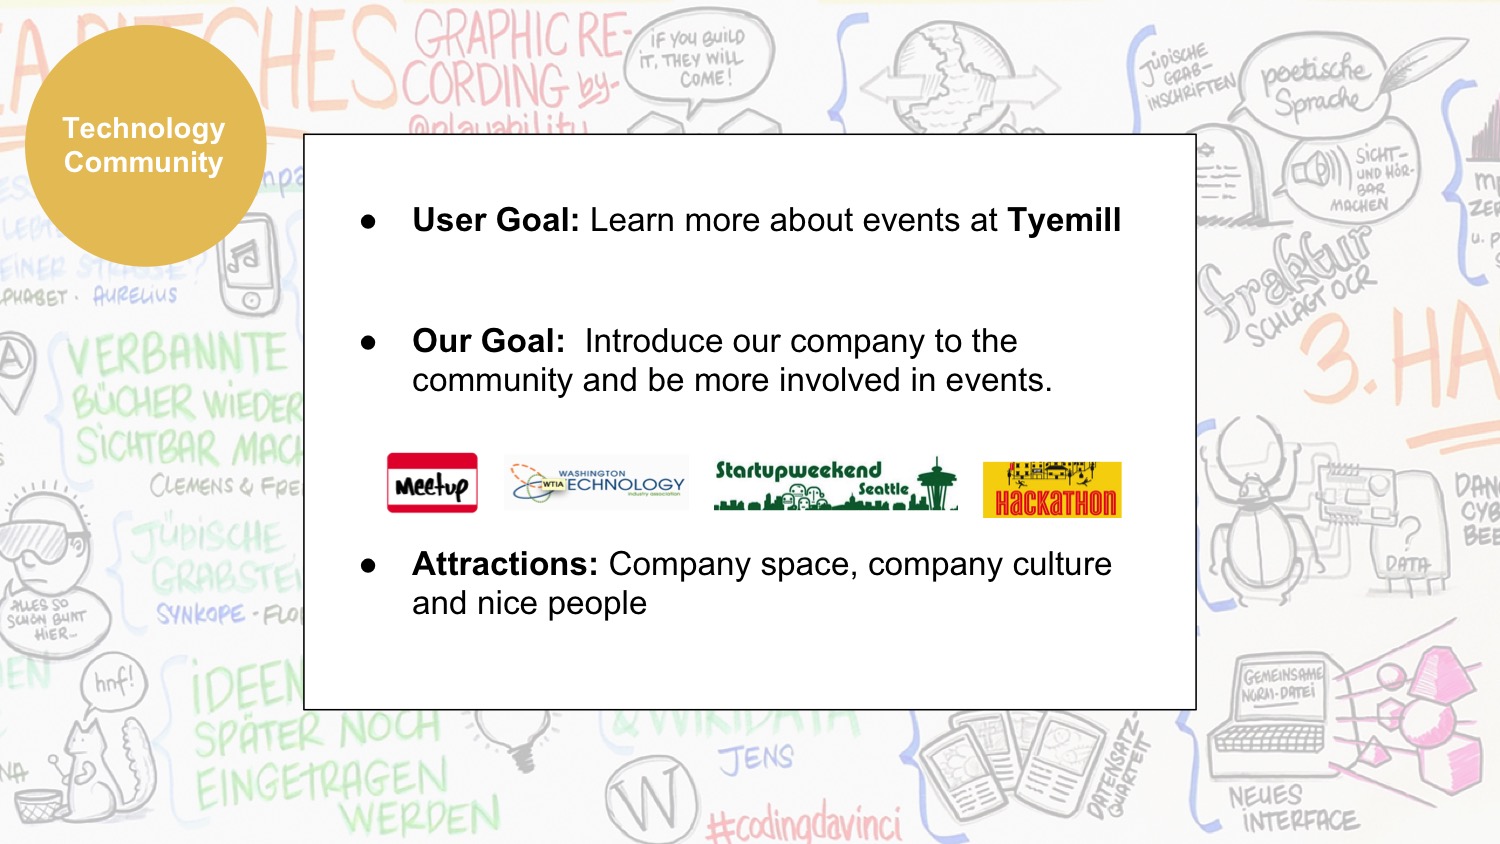 GRAPHIC RE-
CORDING by-
@playability
IF YOU BUILD
IT, THEY WILL
COME!
JÜDISCHE
GRAB-
INSCHRIFTEN
poetische
Sprache
SICHT-
UND HÖR-
BAR
MACHEN
Technology
Community
● User Goal: Learn more about events at Tyemill
● Our Goal:  Introduce our company to the
community and be more involved in events.
Meetup
WASHINGTON
WTIA
TECHNOLOGY
industry association
Startupweekend
Seattle
HACKATHON
● Attractions: Company space, company culture
and nice people
fraktur
SCHLÄGT OCR
3. HA
AURELIUS
VERBANNTE
BÜCHER WIEDER
SICHTBAR MACH
CLEMENS & FRE
JÜDISCHE
GRABSTEI
SYNKOPE - FLO
ALLES SO
SCHÖN BUNT
HIER...
hnf!
IDEEN
SPÄTER NOCH
EINGETRAGEN
WERDEN
& WIKIDATA
JENS
W
#codingdavinci
DATENSATZ-
QUARTETT
?
DATA
GEMEINSAME
NORM-DATEI
NEUES
INTERFACE